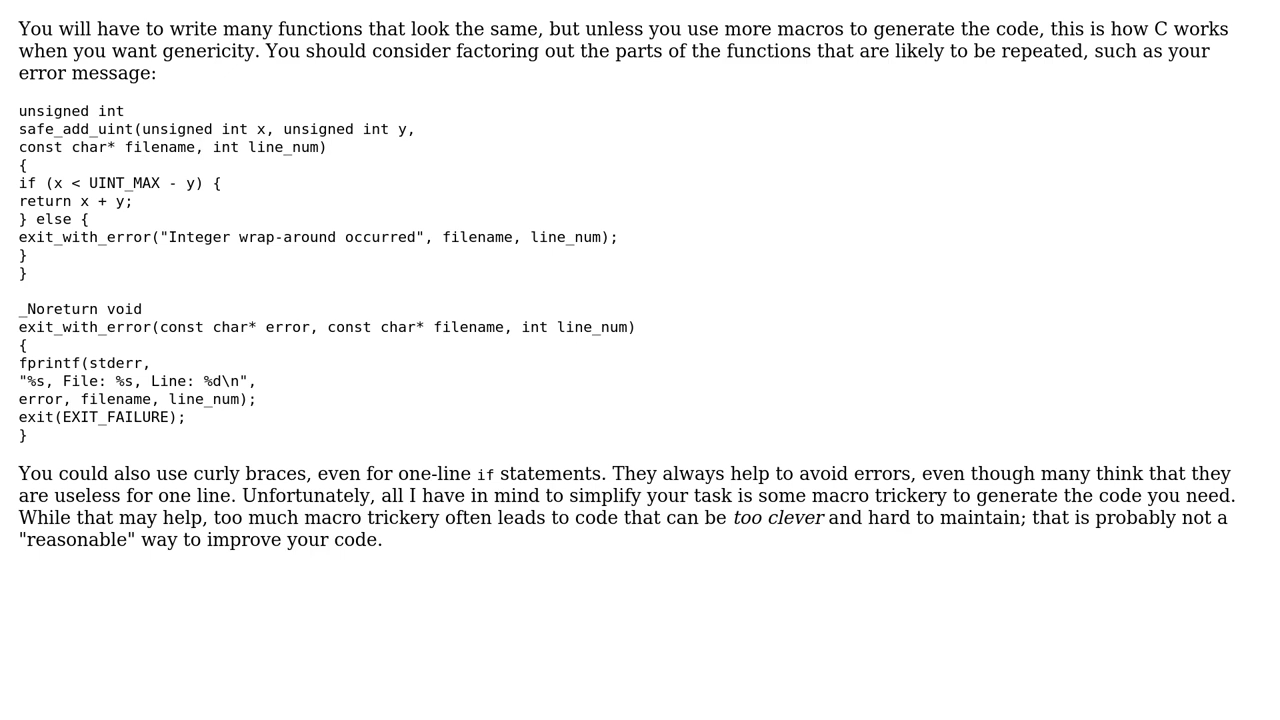 You will have to write many functions that look the same, but unless you use more macros to generate the code, this is how C works
when you want genericity. You should consider factoring out the parts of the functions that are likely to be repeated, such as your
error message:
unsigned int
safe_add_uint(unsigned int x, unsigned int y,
const char* filename, int line_num)
{
if (x < UINT_MAX - y) {
return x + y;
} else {
exit_with_error("Integer wrap-around occurred", filename, line_num);
}
}
_Noreturn void
exit_with_error(const char* error, const char* filename, int line_num)
{
fprintf(stderr,
"%s, File: %s, Line: %d\n",
error, filename, line_num);
exit(EXIT_FAILURE);
}
You could also use curly braces, even for one-line if statements. They always help to avoid errors, even though many think that they
are useless for one line. Unfortunately, all I have in mind to simplify your task is some macro trickery to generate the code you need.
While that may help, too much macro trickery often leads to code that can be too clever and hard to maintain; that is probably not a
"reasonable" way to improve your code.